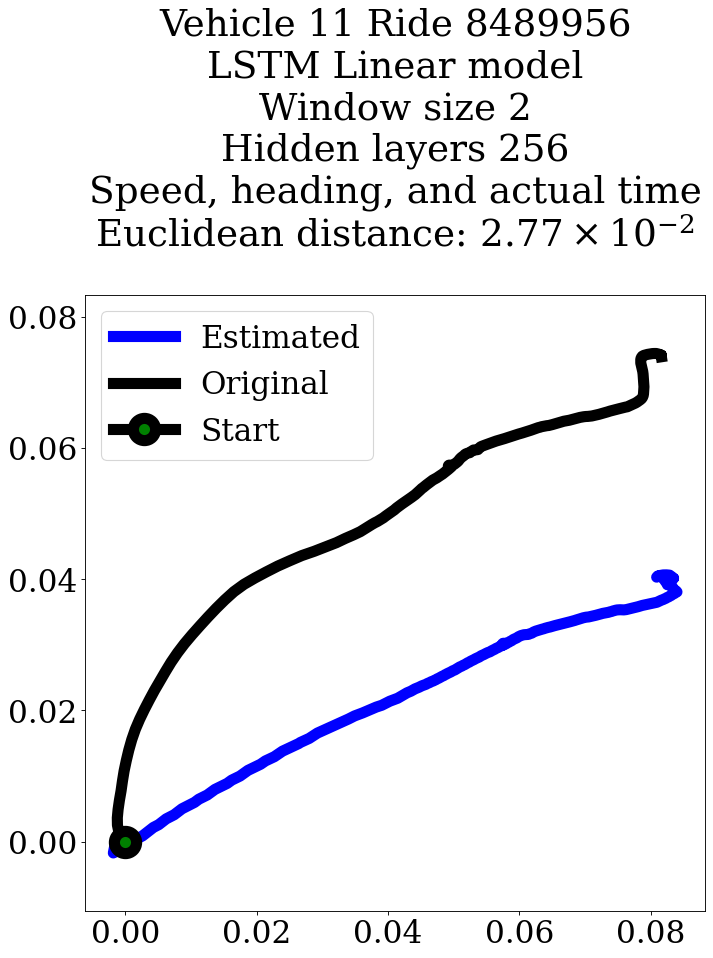 Vehicle 11 Ride 8489956
LSTM Linear model
Window size 2
Hidden layers 256
Speed, heading, and actual time
Euclidean distance: 2.77 × 10⁻²
Estimated
Original
Start
0.08
0.06
0.04
0.02
0.00
0.00 0.02 0.04 0.06 0.08